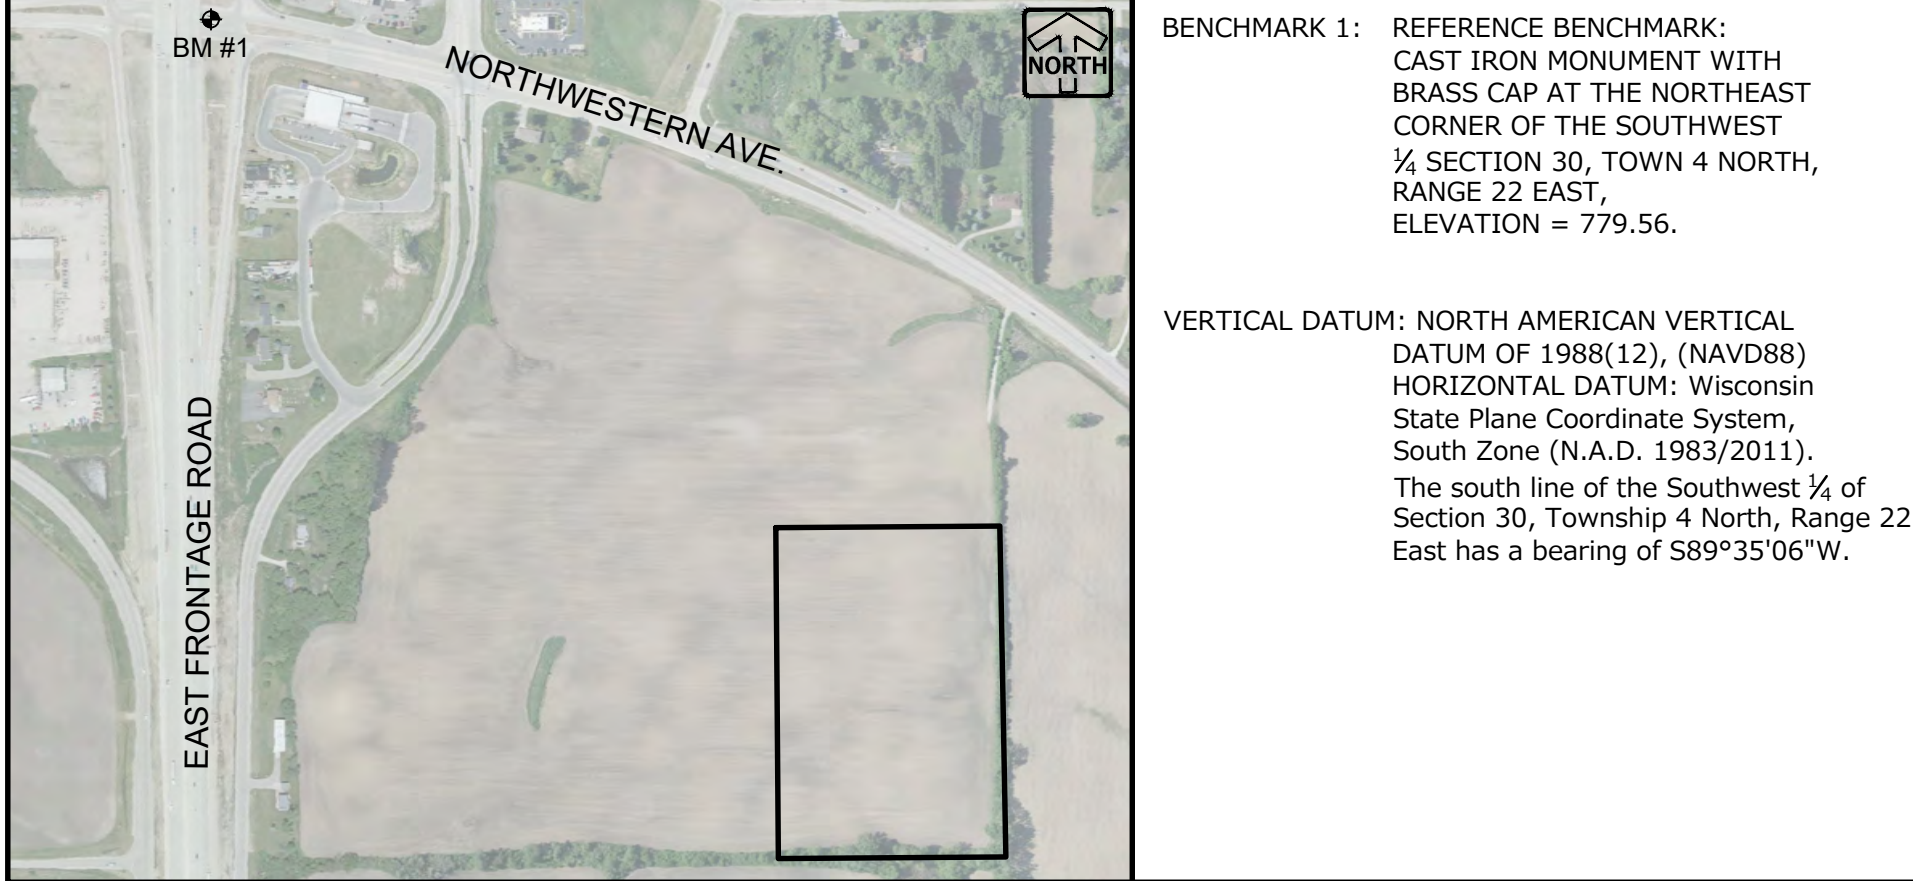 BM #1
NORTHWESTERN AVE.
NORTH
EAST FRONTAGE ROAD
BENCHMARK 1: REFERENCE BENCHMARK:
CAST IRON MONUMENT WITH
BRASS CAP AT THE NORTHEAST
CORNER OF THE SOUTHWEST
¼ SECTION 30, TOWN 4 NORTH,
RANGE 22 EAST,
ELEVATION = 779.56.
VERTICAL DATUM: NORTH AMERICAN VERTICAL
DATUM OF 1988(12), (NAVD88)
HORIZONTAL DATUM: Wisconsin
State Plane Coordinate System,
South Zone (N.A.D. 1983/2011).
The south line of the Southwest ¼ of
Section 30, Township 4 North, Range 22
East has a bearing of S89°35'06"W.